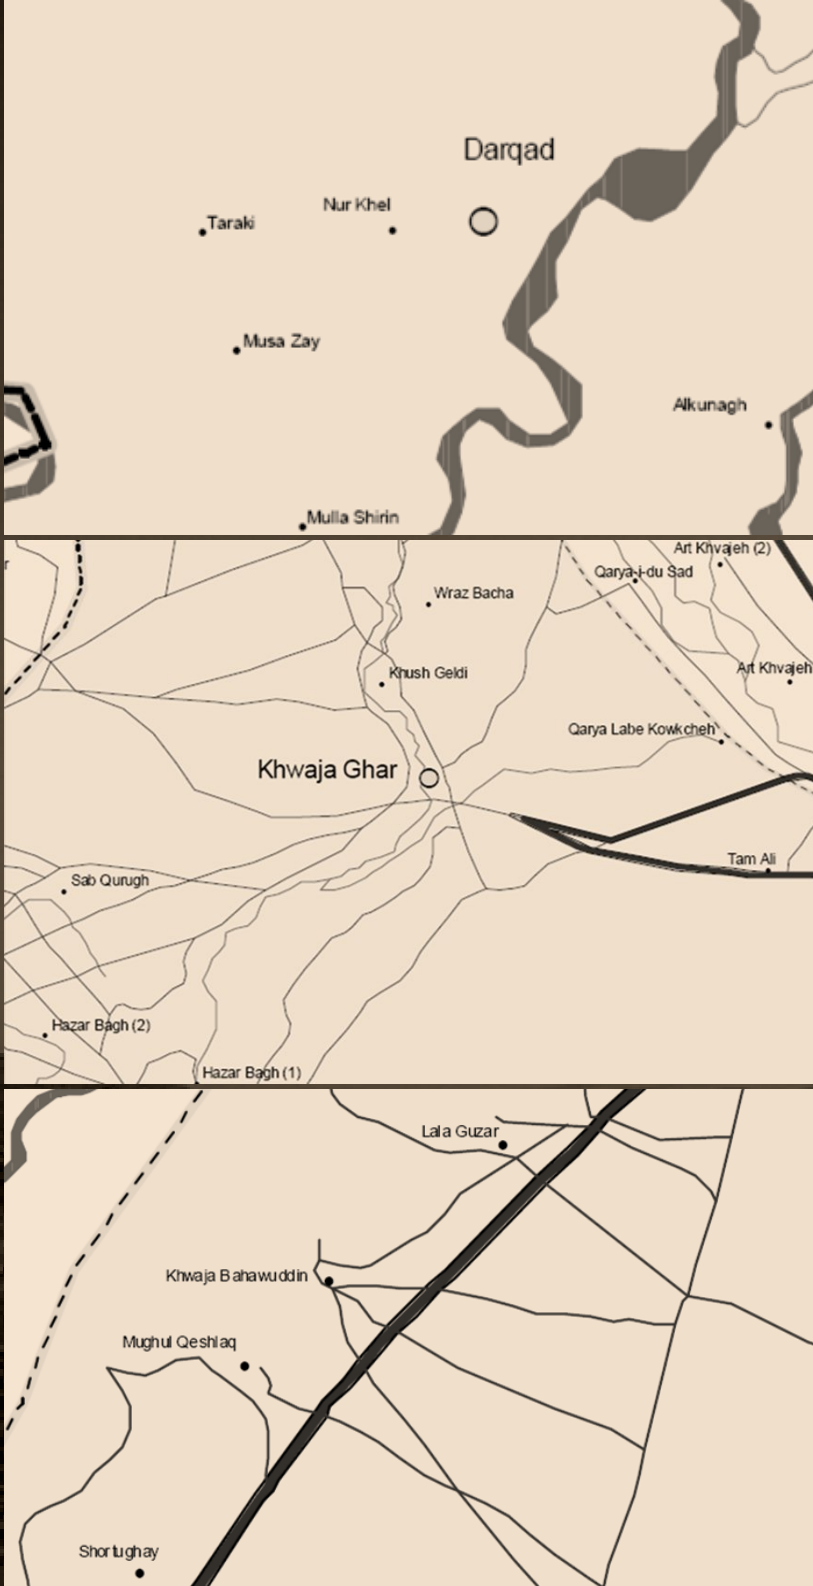 Darqad
Nur Khel
Taraki
Musa Zay
Alkunagh
Mulla Shirin
Art Khvajeh (2)
Qarya-i-du Sad
Wraz Bacha
Khush Geldi
Art Khvajeh
Qarya Labe Kowkcheh
Khwaja Ghar
Tam Ali
Sab Qurugh
Hazar Bagh (2)
Hazar Bagh (1)
Lala Guzar
Khwaja Bahawuddin
Mughul Qeshlaq
Shortughay